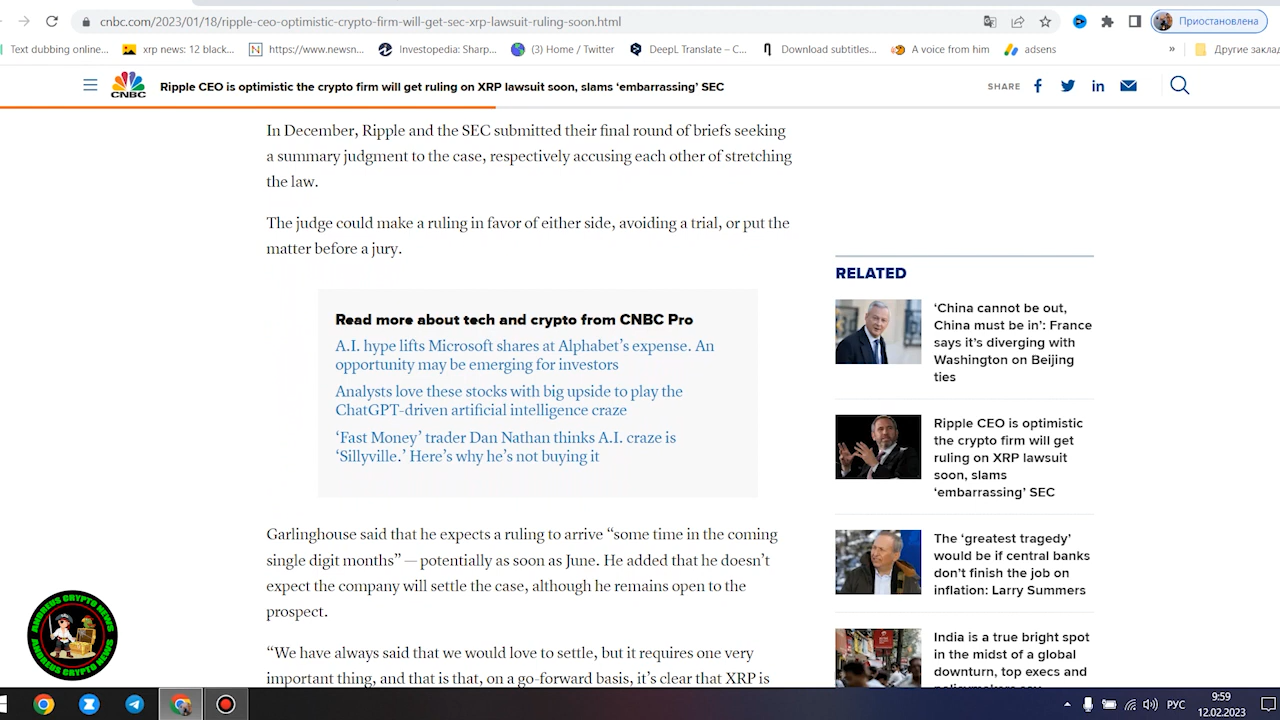 cnbc.com/2023/01/18/ripple-ceo-optimistic-crypto-firm-will-get-sec-xrp-lawsuit-ruling-soon.html
Приостановлена
Text dubbing online...
xrp news: 12 black...
https://www.newsn...
Investopedia: Sharp...
(3) Home / Twitter
DeepL Translate – C...
Download subtitles...
A voice from him
adsens
»
Другие закла
CNBC
Ripple CEO is optimistic the crypto firm will get ruling on XRP lawsuit soon, slams ‘embarrassing’ SEC
SHARE
In December, Ripple and the SEC submitted their final round of briefs seeking
a summary judgment to the case, respectively accusing each other of stretching
the law.
The judge could make a ruling in favor of either side, avoiding a trial, or put the
matter before a jury.
Read more about tech and crypto from CNBC Pro
A.I. hype lifts Microsoft shares at Alphabet’s expense. An
opportunity may be emerging for investors
Analysts love these stocks with big upside to play the
ChatGPT-driven artificial intelligence craze
‘Fast Money’ trader Dan Nathan thinks A.I. craze is
‘Sillyville.’ Here’s why he’s not buying it
Garlinghouse said that he expects a ruling to arrive “some time in the coming
single digit months” — potentially as soon as June. He added that he doesn’t
expect the company will settle the case, although he remains open to the
prospect.
“We have always said that we would love to settle, but it requires one very
important thing, and that is that, on a go-forward basis, it’s clear that XRP is
RELATED
‘China cannot be out,
China must be in’: France
says it’s diverging with
Washington on Beijing
ties
Ripple CEO is optimistic
the crypto firm will get
ruling on XRP lawsuit
soon, slams
‘embarrassing’ SEC
The ‘greatest tragedy’
would be if central banks
don’t finish the job on
inflation: Larry Summers
India is a true bright spot
in the midst of a global
downturn, top execs and
ANDREUS CRYPTO NEWS
ANDREUS CRYPTO NEWS
РУС
9:59
12.02.2023